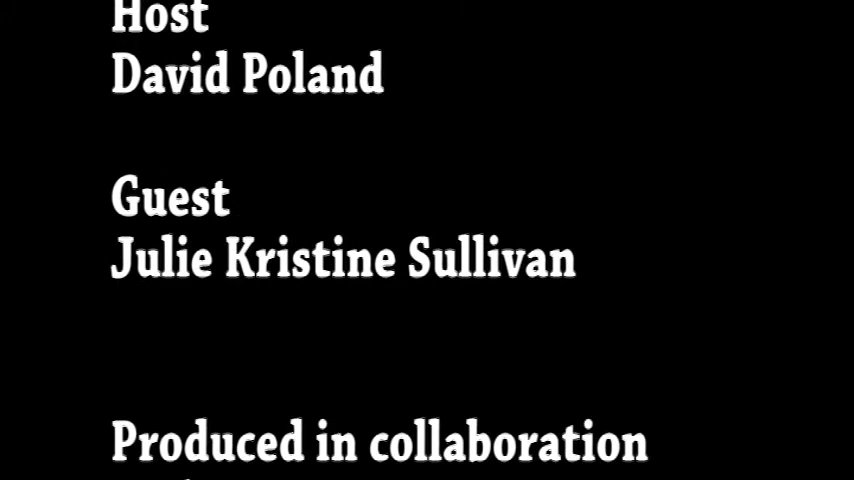 Host
David Poland
Guest
Julie Kristine Sullivan
Produced in collaboration